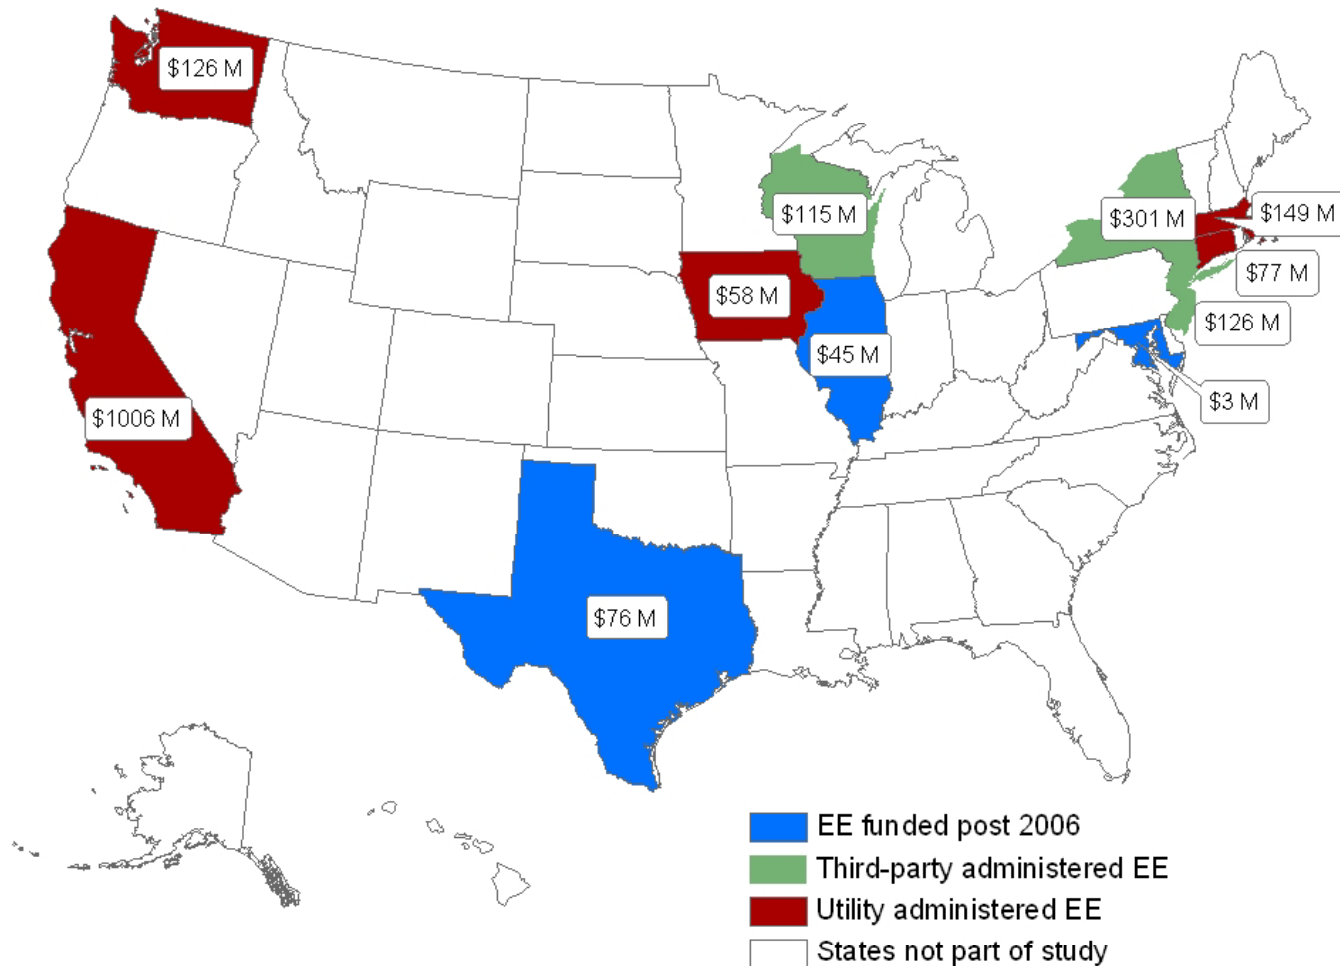 $126 M
$115 M
$301 M
$149 M
$58 M
$77 M
$126 M
$45 M
$3 M
$1006 M
$76 M
EE funded post 2006
Third-party administered EE
Utility administered EE
States not part of study